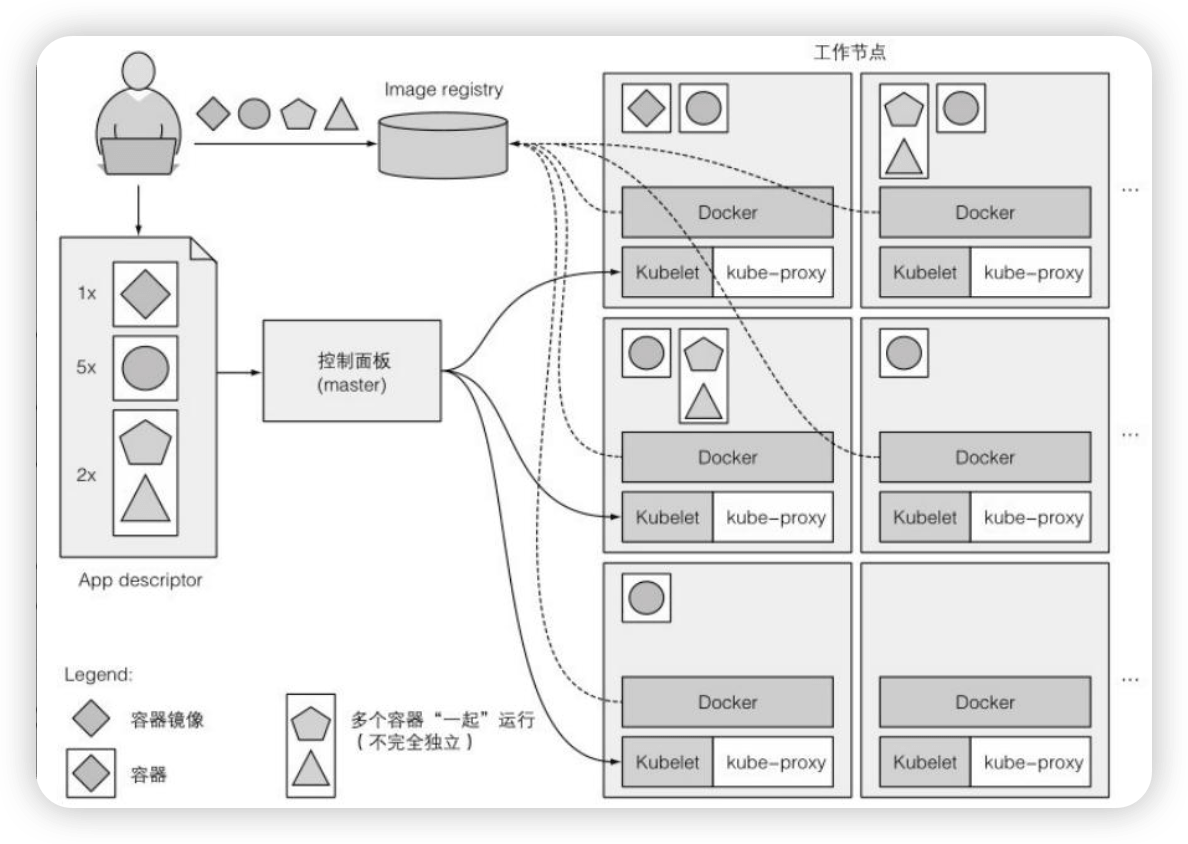 工作节点
Image registry
Docker
Kubelet
kube-proxy
Docker
Kubelet
kube-proxy
...
1x
5x
2x
App descriptor
控制面板
(master)
Docker
Kubelet
kube-proxy
Docker
Kubelet
kube-proxy
...
Docker
Kubelet
kube-proxy
Docker
Kubelet
kube-proxy
...
Legend:
容器镜像
容器
多个容器“一起”运行
（不完全独立）